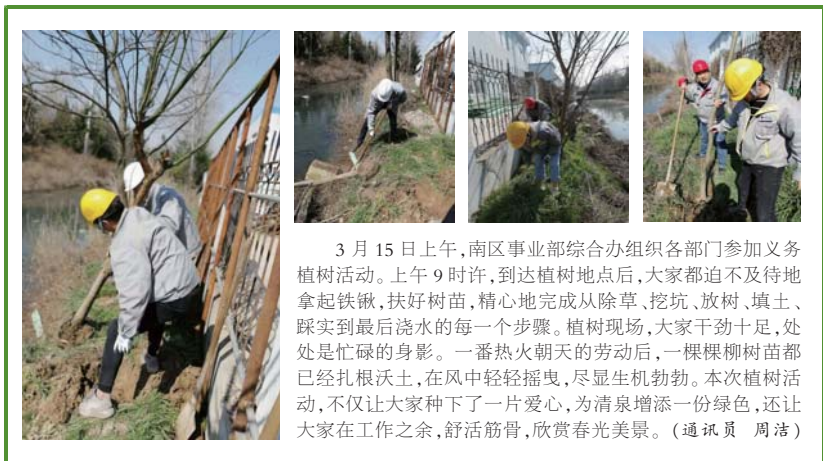 3 月 15 日上午，南区事业部综合办组织各部门参加义务
植树活动。上午 9 时许，到达植树地点后，大家都迫不及待地
拿起铁锹，扶好树苗，精心地完成从除草、挖坑、放树、填土、
踩实到最后浇水的每一个步骤。植树现场，大家干劲十足，处
处是忙碌的身影。一番热火朝天的劳动后，一棵棵柳树苗都
已经扎根沃土，在风中轻轻摇曳，尽显生机勃勃。本次植树活
动，不仅让大家种下了一片爱心，为清泉增添一份绿色，还让
大家在工作之余，舒活筋骨，欣赏春光美景。（通讯员 周洁）